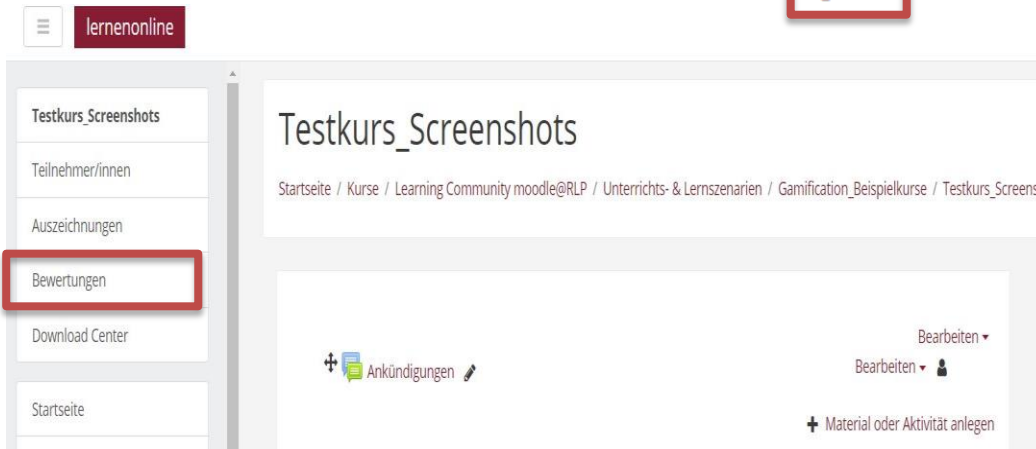 lernenonline
Testkurs_Screenshots
Teilnehmer/innen
Auszeichnungen
Bewertungen
Download Center
Startseite
Testkurs_Screenshots
Startseite / Kurse / Learning Community moodle@RLP / Unterrichts- & Lernszenarien / Gamification_Beispielkurse / Testkurs_Screens
Bearbeiten
Ankündigungen
Bearbeiten
Material oder Aktivität anlegen